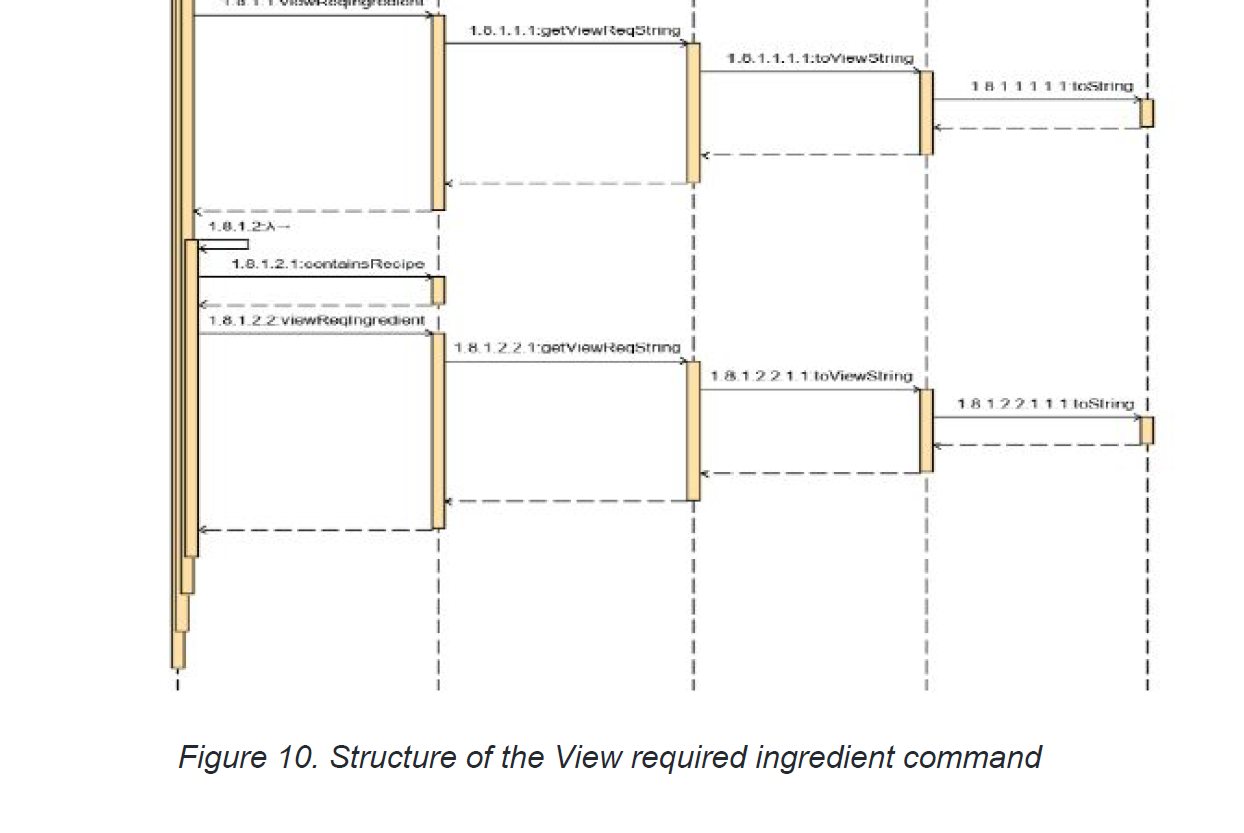 1.8.1.1:viewReqIngredient
1.8.1.1.1:getViewReqString
1.8.1.1.1.1:toViewString
1.8.1.1.1.1.1:toString
1.8.1.2:λ→
1.8.1.2.1:containsRecipe
1.8.1.2.2:viewReqIngredient
1.8.1.2.2.1:getViewReqString
1.8.1.2.2.1.1:toViewString
1.8.1.2.2.1.1.1:toString
Figure 10. Structure of the View required ingredient command